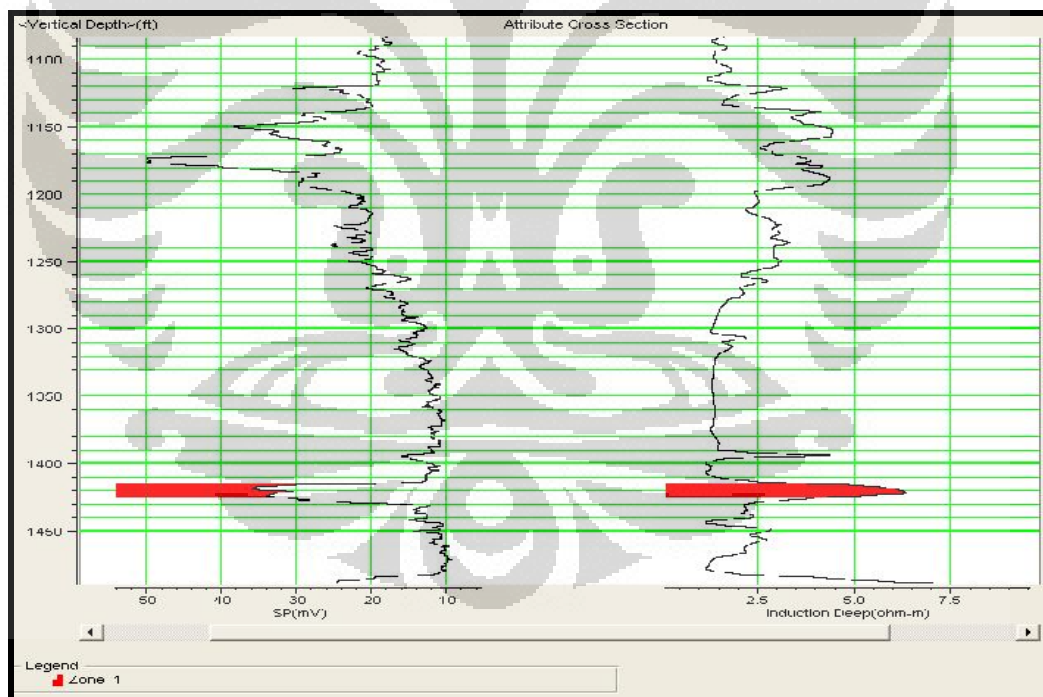 <Vertical Depth>(ft)
Attribute Cross Section
1100
1150
1200
1250
1300
1350
1400
1450
50 40 30 20 10
SP(mV)
2.5 5.0 7.5
Induction Deep(ohm-m)
Legend
Zone 1